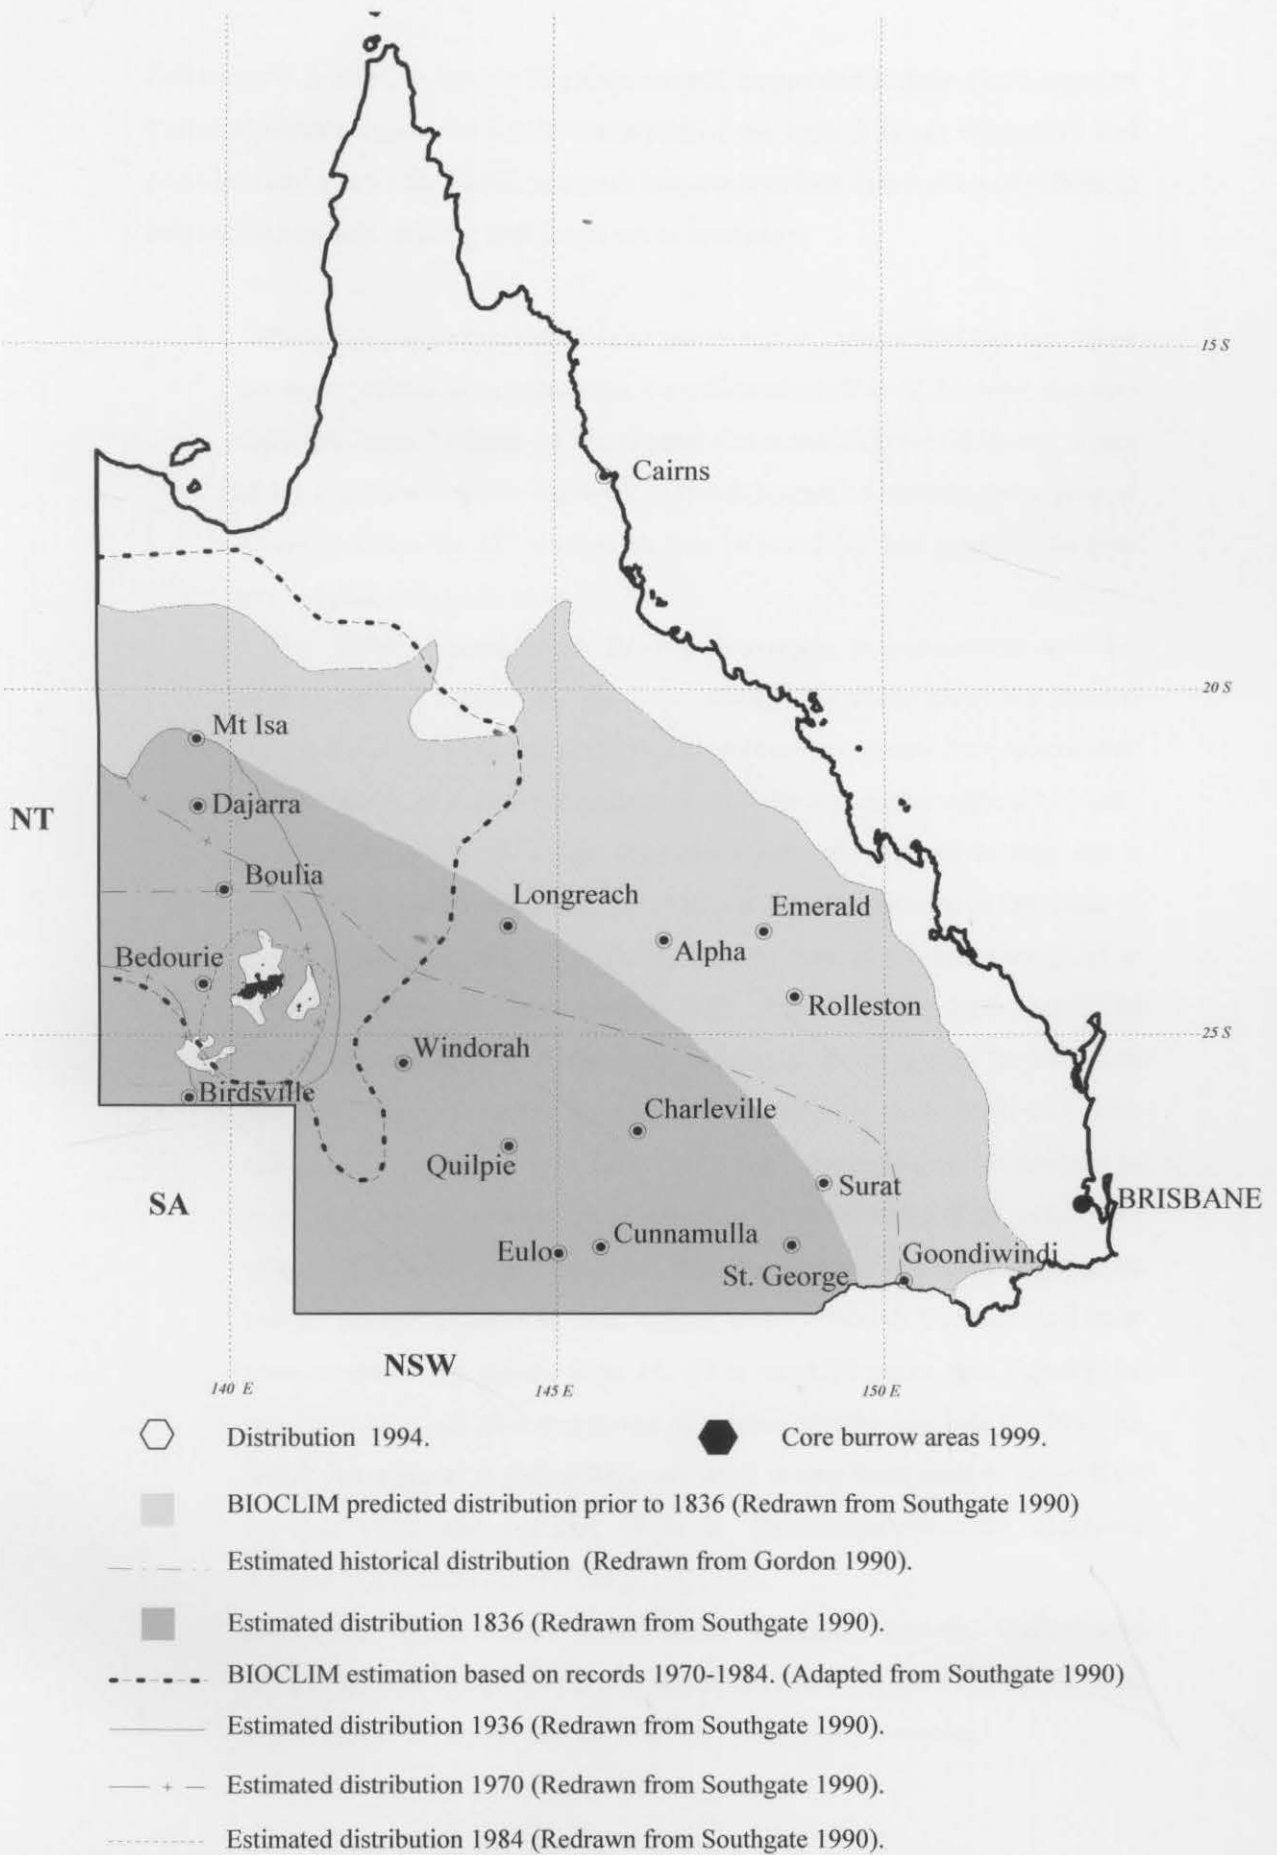 15 S
Cairns
20 S
Mt Isa
NT
Dajarra
Boulia
Longreach
Emerald
Alpha
Bedourie
Rolleston
25 S
Windorah
Birdsville
Charleville
Quilpie
Surat
SA
BRISBANE
Cunnamulla
Eulo
Goondiwindi
St. George
NSW
140 E
145 E
150 E
Distribution 1994.
Core burrow areas 1999.
BIOCLIM predicted distribution prior to 1836 (Redrawn from Southgate 1990)
Estimated historical distribution (Redrawn from Gordon 1990).
Estimated distribution 1836 (Redrawn from Southgate 1990).
BIOCLIM estimation based on records 1970-1984. (Adapted from Southgate 1990)
Estimated distribution 1936 (Redrawn from Southgate 1990).
Estimated distribution 1970 (Redrawn from Southgate 1990).
Estimated distribution 1984 (Redrawn from Southgate 1990).